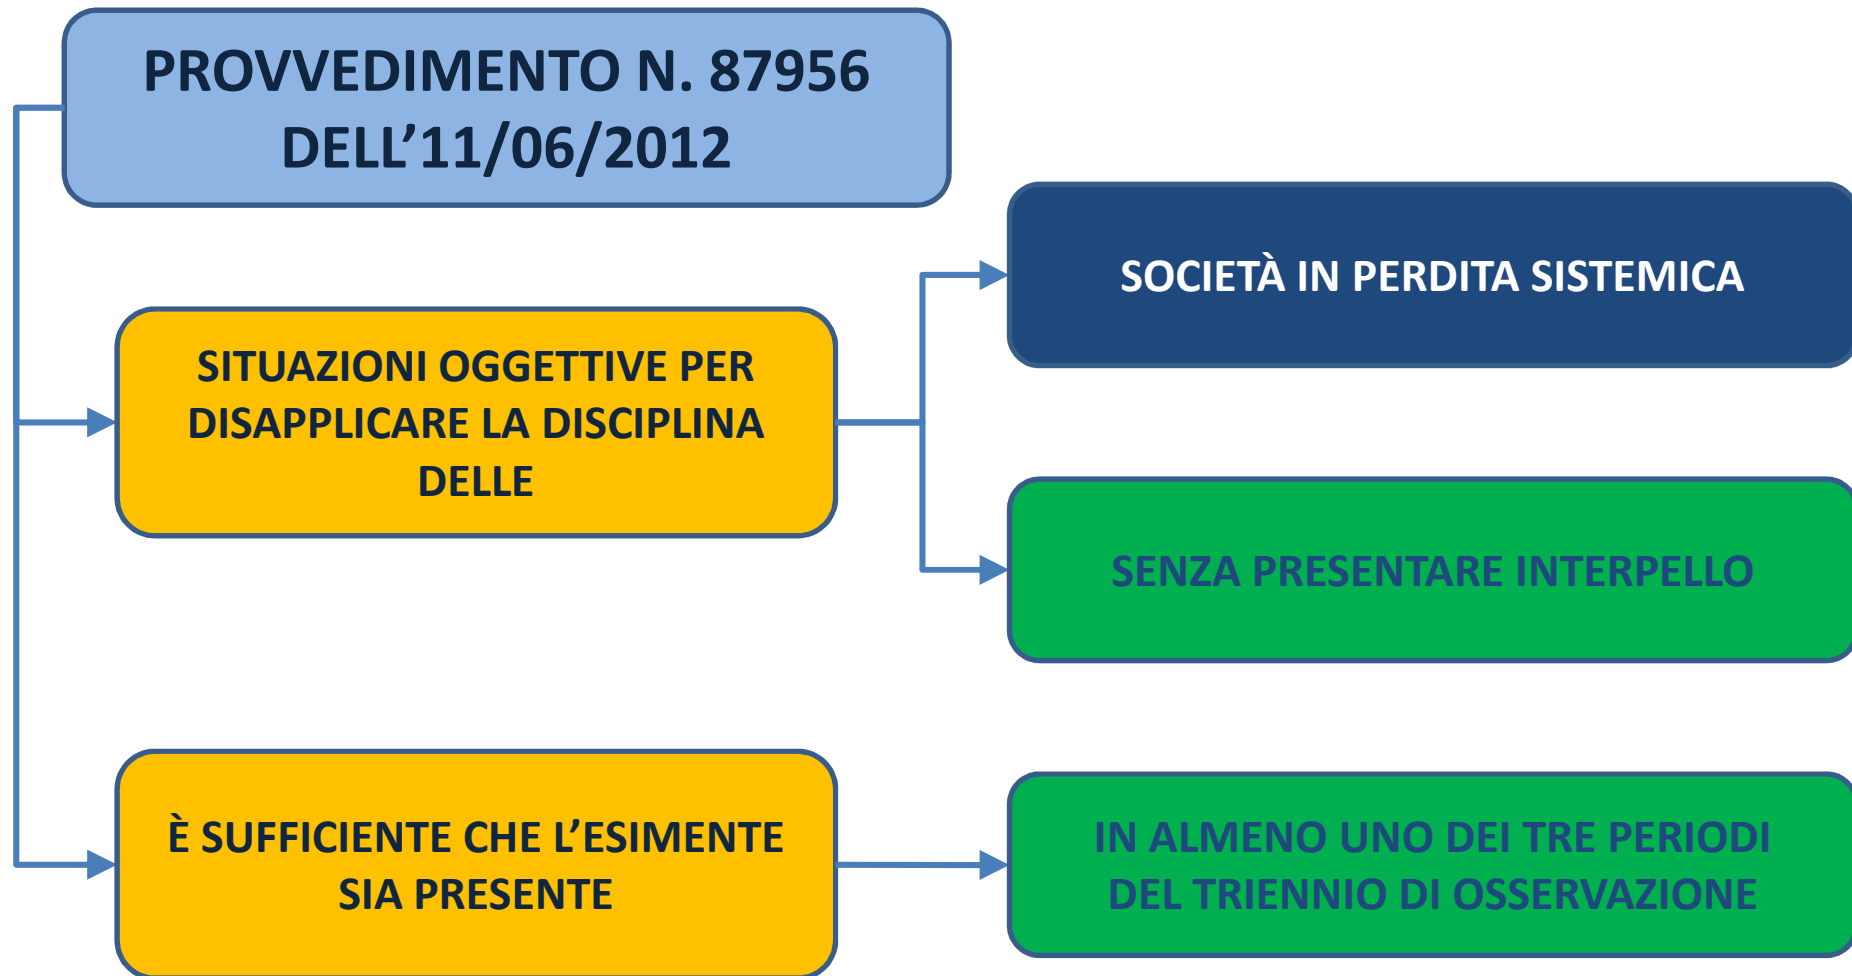 PROVVEDIMENTO N. 87956
DELL’11/06/2012
SITUAZIONI OGGETTIVE PER
DISAPPLICARE LA DISCIPLINA
DELLE
SOCIETÀ IN PERDITA SISTEMICA
SENZA PRESENTARE INTERPELLO
È SUFFICIENTE CHE L’ESIMENTE
SIA PRESENTE
IN ALMENO UNO DEI TRE PERIODI
DEL TRIENNIO DI OSSERVAZIONE